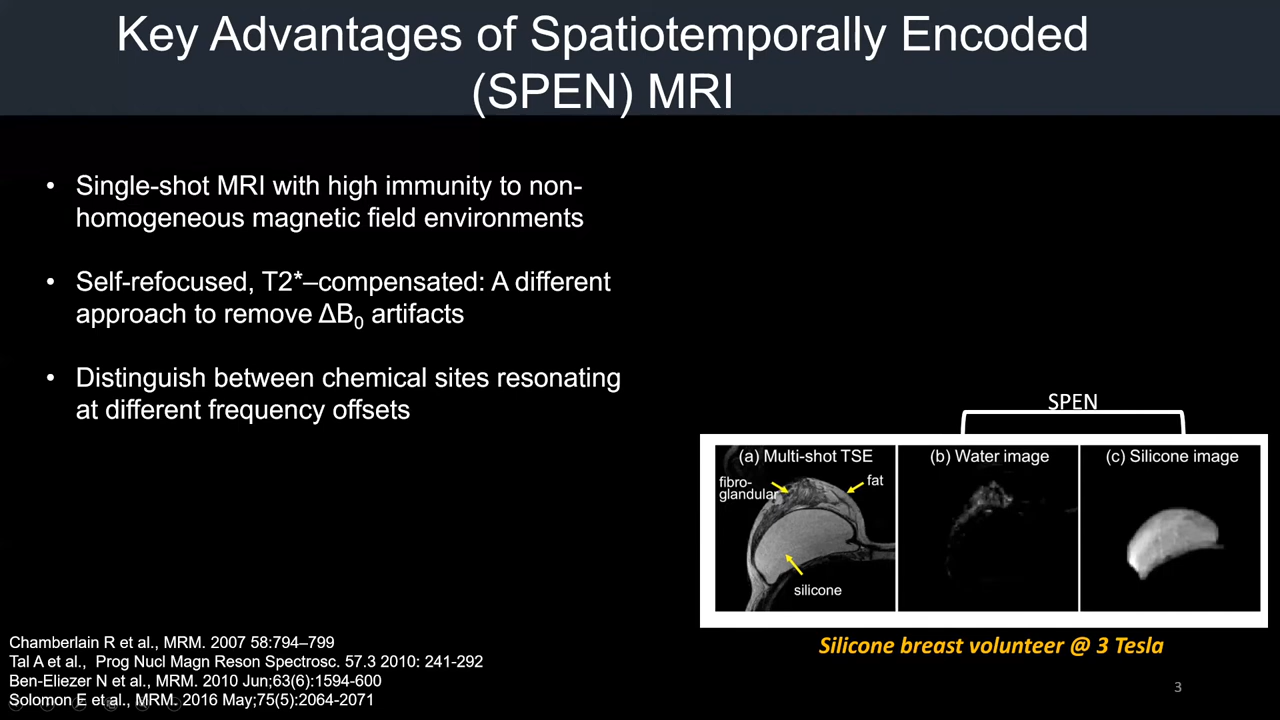 Key Advantages of Spatiotemporally Encoded
(SPEN) MRI
• Single-shot MRI with high immunity to non-
homogeneous magnetic field environments
• Self-refocused, T2*–compensated: A different
approach to remove ΔB0 artifacts
• Distinguish between chemical sites resonating
at different frequency offsets
SPEN
(a) Multi-shot TSE
(b) Water image
(c) Silicone image
fibro-
glandular
fat
silicone
Silicone breast volunteer @ 3 Tesla
Chamberlain R et al., MRM. 2007 58:794–799
Tal A et al., Prog Nucl Magn Reson Spectrosc. 57.3 2010: 241-292
Ben-Eliezer N et al., MRM. 2010 Jun;63(6):1594-600
Solomon E et al., MRM. 2016 May;75(5):2064-2071
3